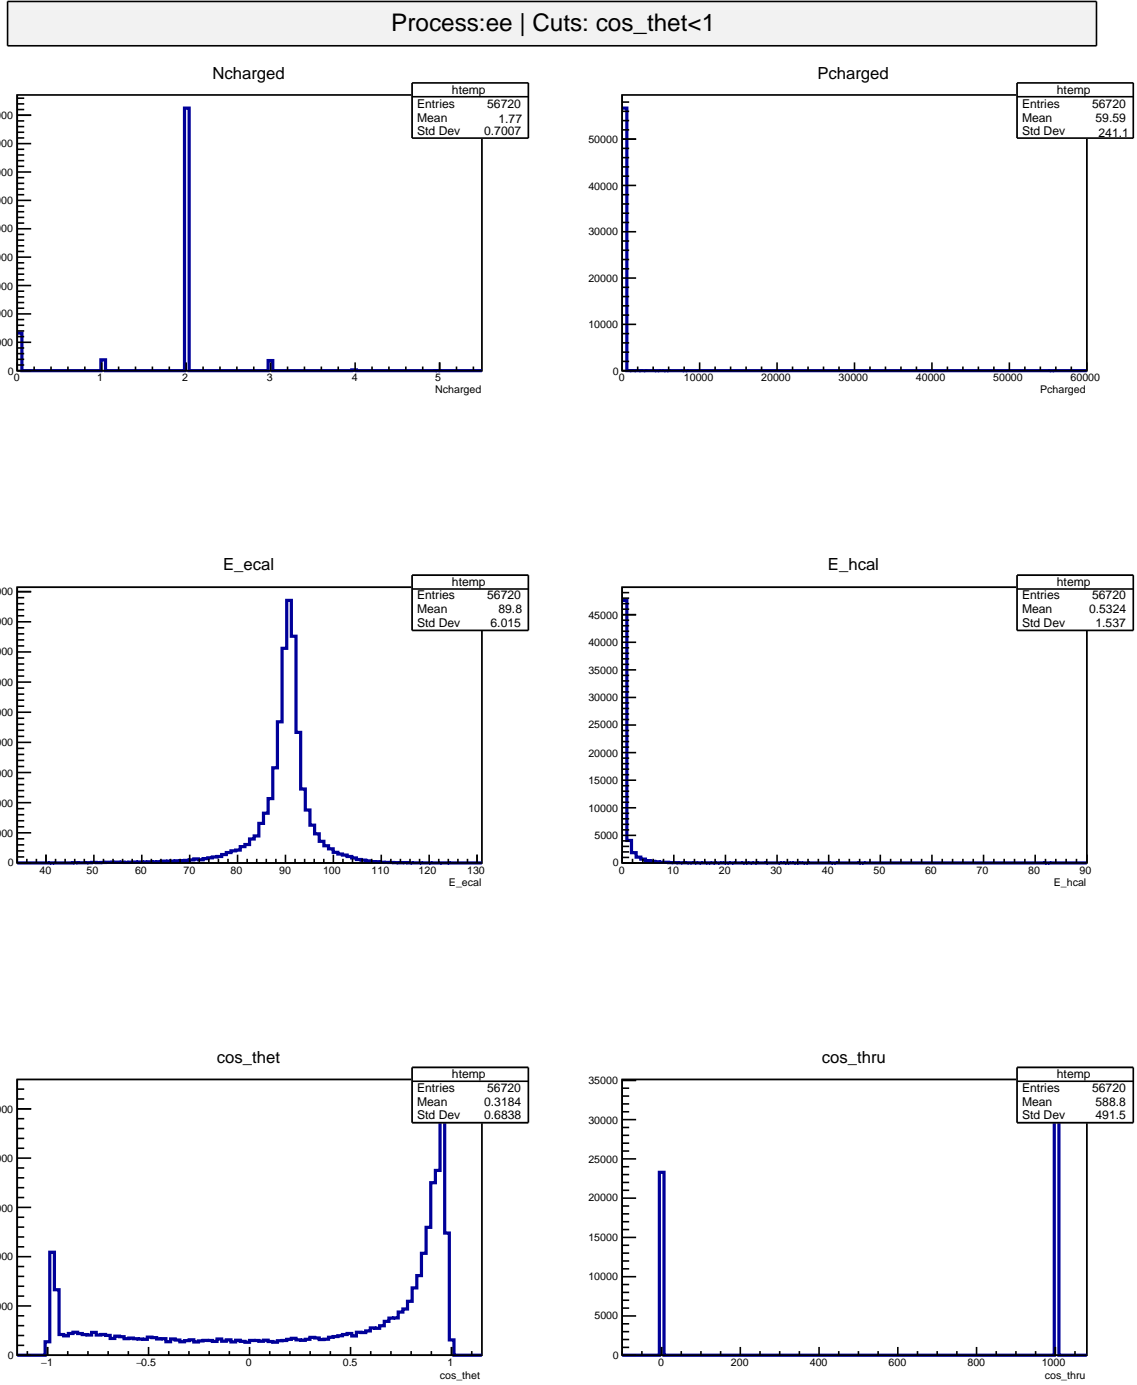 Process:ee | Cuts: cos_thet<1
Ncharged
htemp
Entries 56720
Mean 1.77
Std Dev 0.7007
0 1 2 3 4 5
Ncharged
Pcharged
htemp
Entries 56720
Mean 59.59
Std Dev 241.1
50000
40000
30000
20000
10000
0
0 10000 20000 30000 40000 50000 60000
Pcharged
E_ecal
htemp
Entries 56720
Mean 89.8
Std Dev 6.015
0
40 50 60 70 80 90 100 110 120 130
E_ecal
E_hcal
htemp
Entries 56720
Mean 0.5324
Std Dev 1.537
45000
40000
35000
30000
25000
20000
15000
10000
5000
0
0 10 20 30 40 50 60 70 80 90
E_hcal
cos_thet
htemp
Entries 56720
Mean 0.3184
Std Dev 0.6838
0
−1 −0.5 0 0.5 1
cos_thet
cos_thru
htemp
Entries 56720
Mean 588.8
Std Dev 491.5
35000
30000
25000
20000
15000
10000
5000
0
0 200 400 600 800 1000
cos_thru